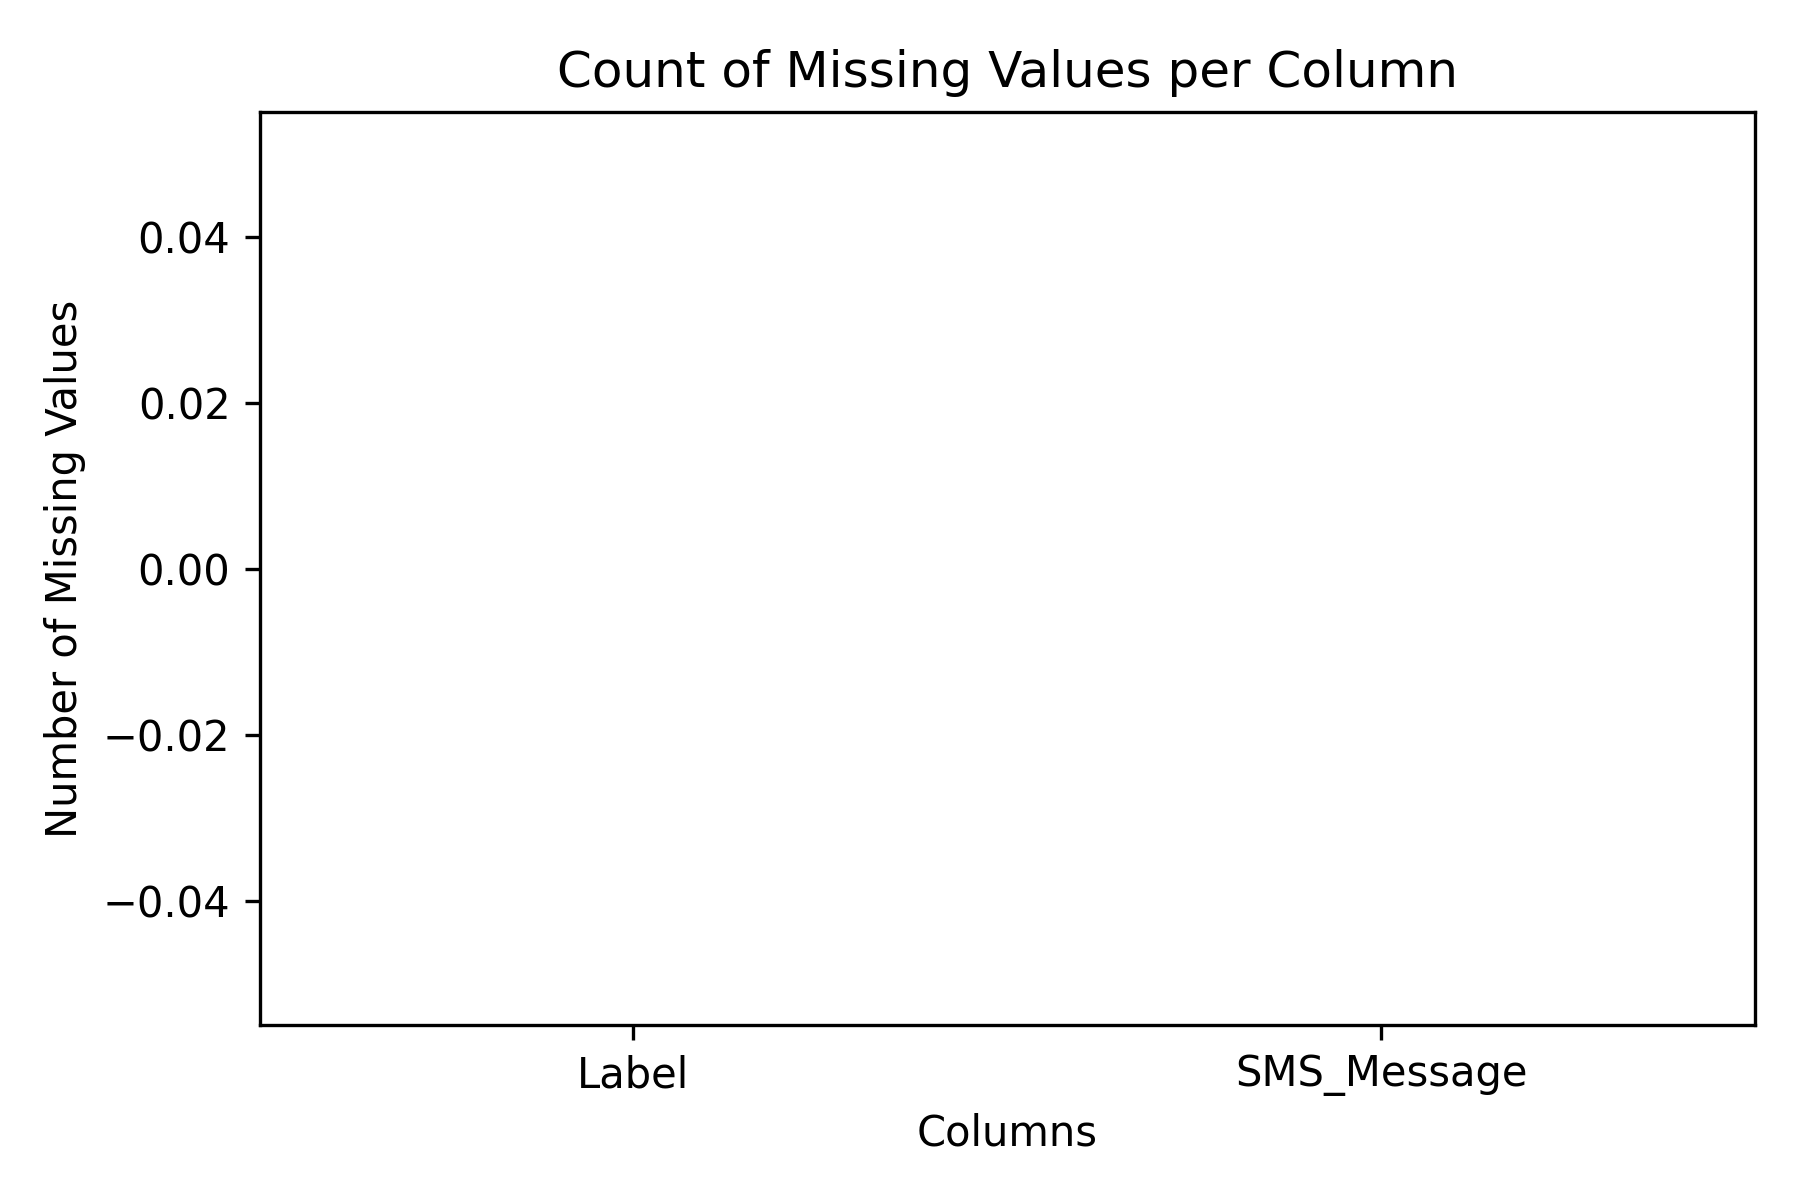 Count of Missing Values per Column
Number of Missing Values
0.04
0.02
0.00
−0.02
−0.04
Label
SMS_Message
Columns